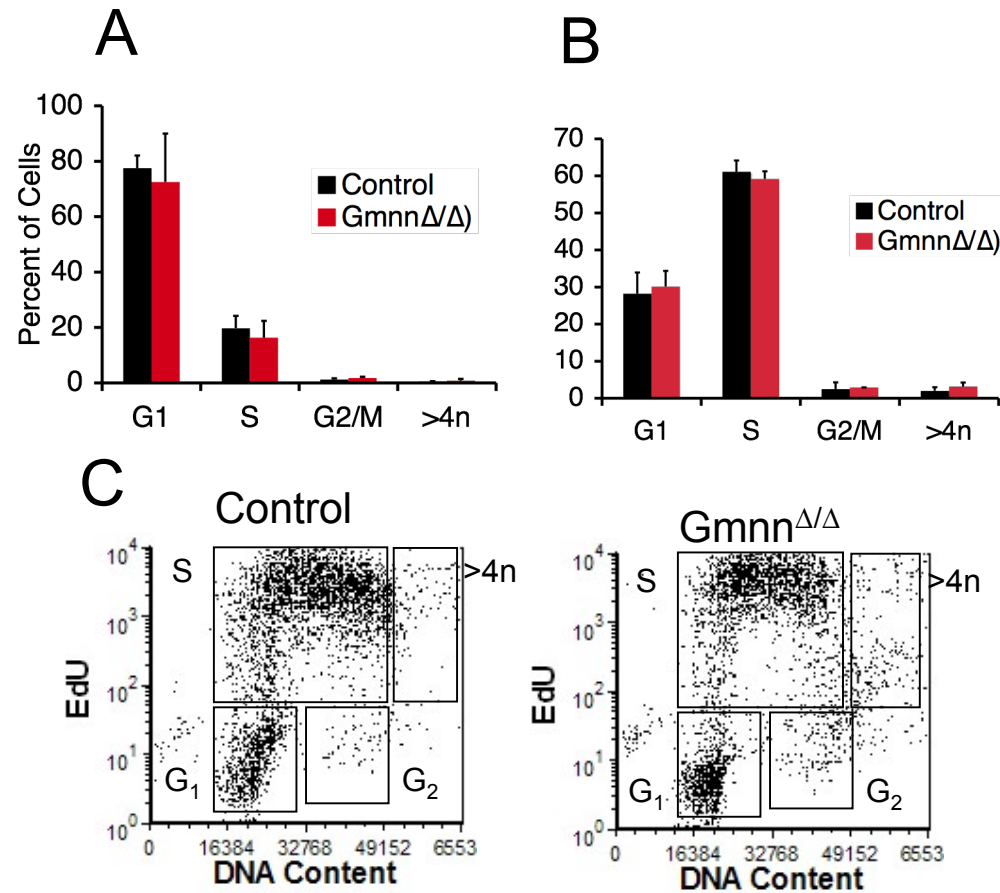 A
Percent of Cells
100
80
60
40
20
0
Control
GmnnΔ/Δ)
G1 S G2/M >4n
B
70
60
50
40
30
20
10
0
Control
GmnnΔ/Δ)
G1 S G2/M >4n
C
Control
EdU
10⁴
10³
10²
10¹
10⁰
S
>4n
G₁
G₂
0 16384 32768 49152 6553
DNA Content
Gmnn^Δ/Δ
EdU
10⁴
10³
10²
10¹
10⁰
S
>4n
G₁
G₂
0 16384 32768 49152 6553
DNA Content